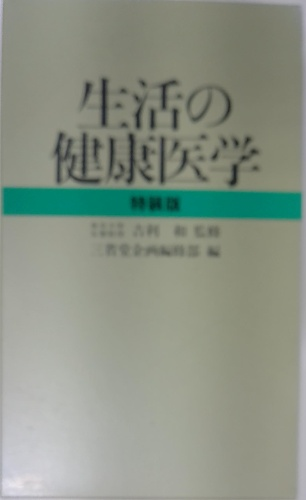 生活の
健康医学
特装版
吉利 和 監修
三省堂企画編修部 編